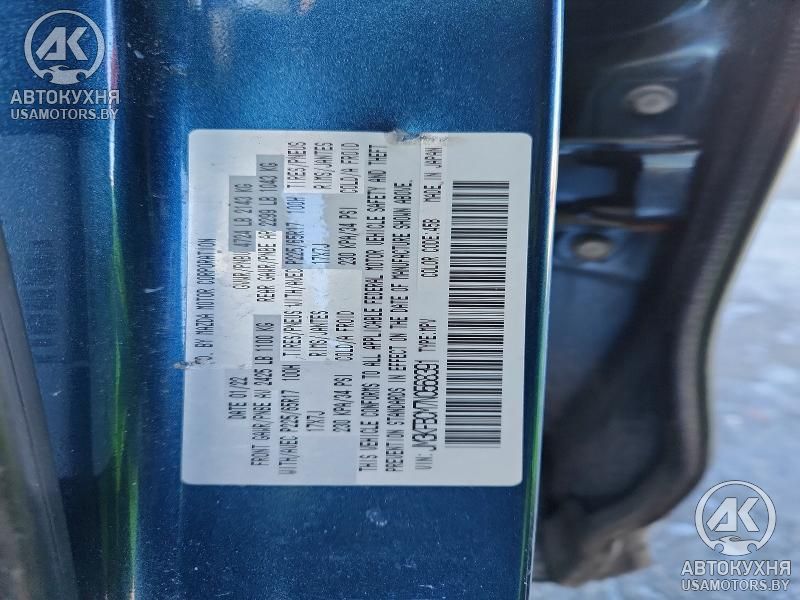 AK
АВТОКУХНЯ
USAMOTORS.BY
MFD. BY MAZDA MOTOR CORPORATION
DATE 01/22 GVWR/PNBV 4724 LB 2143 KG
FRONT GAWR/PNBE AV 2425 LB 1100 KG REAR GAWR/PNBE AR 2299 LB 1043 KG
WITH/AVEC P225/65R17 100H TIRES/PNEUS WITH/AVEC P225/65R17 100H TIRES/PNEUS
17X7J RIMS/JANTES 17X7J RIMS/JANTES
230 KPA/34 PSI COLD/A FROID 230 KPA/34 PSI COLD/A FROID
THIS VEHICLE CONFORMS TO ALL APPLICABLE FEDERAL MOTOR VEHICLE SAFETY AND THEFT
PREVENTION STANDARDS IN EFFECT ON THE DATE OF MANUFACTURE SHOWN ABOVE.
VIN: TYPE:MPV COLOR CODE:45B MADE IN JAPAN
AK
АВТОКУХНЯ
USAMOTORS.BY